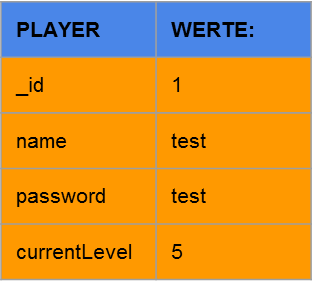 PLAYER WERTE:
_id 1
name test
password test
currentLevel 5